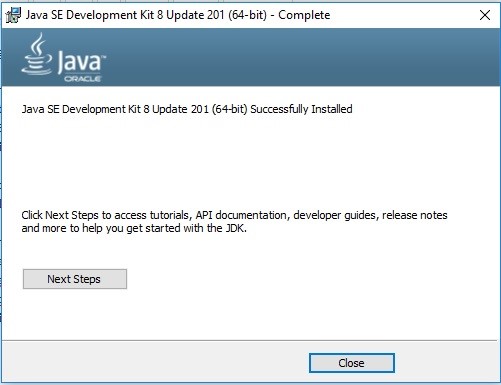 Java SE Development Kit 8 Update 201 (64-bit) - Complete
Java
ORACLE
Java SE Development Kit 8 Update 201 (64-bit) Successfully Installed
Click Next Steps to access tutorials, API documentation, developer guides, release notes
and more to help you get started with the JDK.
Next Steps
Close